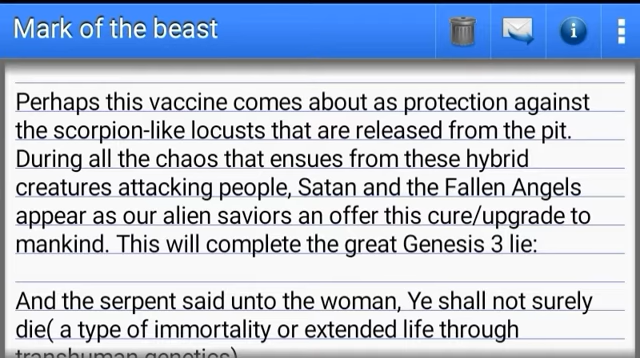 Mark of the beast
Perhaps this vaccine comes about as protection against
the scorpion-like locusts that are released from the pit.
During all the chaos that ensues from these hybrid
creatures attacking people, Satan and the Fallen Angels
appear as our alien saviors an offer this cure/upgrade to
mankind. This will complete the great Genesis 3 lie:
And the serpent said unto the woman, Ye shall not surely
die( a type of immortality or extended life through
transhuman genetics)